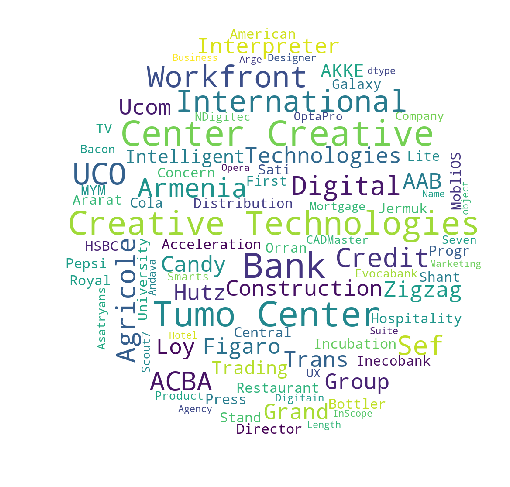 American
Interpreter
Business
Arge
Designer
Workfront
AKKE
dtype
Galaxy
International
Ucom
NDigitec
OptaPro
Company
TV
Center Creative
MobliOS
Bacon
Intelligent
Technologies
Lite
UCO
Concern
Opera
Sati
MYM
Armenia
First
Digital
AAB
Name
object
Ararat
Cola
Distribution
Mortgage
Jermuk
Creative Technologies
HSBC
Agricole
University
Acceleration
Orran
CADMaster
Progr
Seven
Pepsi
Andava
Candy
Bank
Credit
Evocabank
Marketing
Royal
Smarts
Shant
Asatryans
Hutz
Construction
Zigzag
Tumo Center
Hospitality
Scout/
Hotel
Central
Suite
Loy
Figaro
Incubation
Sef
Trans
Inecobank
ACBA
Trading
UX
Group
Product
Press
Restaurant
Digitain
Bottler
Agency
Stand
Grand
InScope
Director
Length